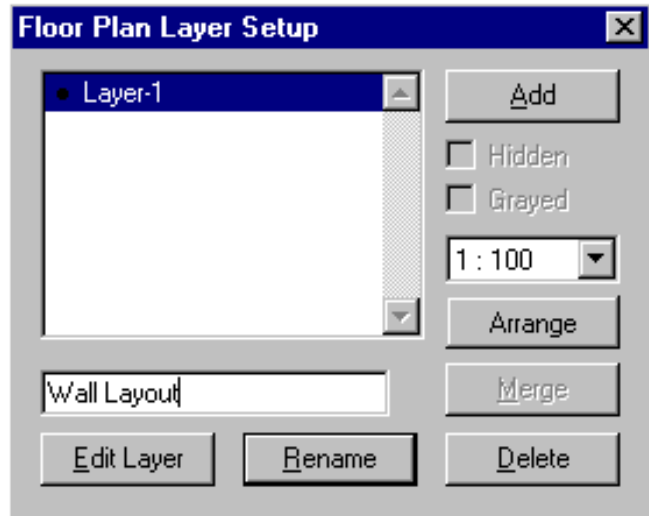 Floor Plan Layer Setup
Layer-1
Add
Hidden
Grayed
1 : 100
Arrange
Wall Layout
Merge
Edit Layer
Rename
Delete